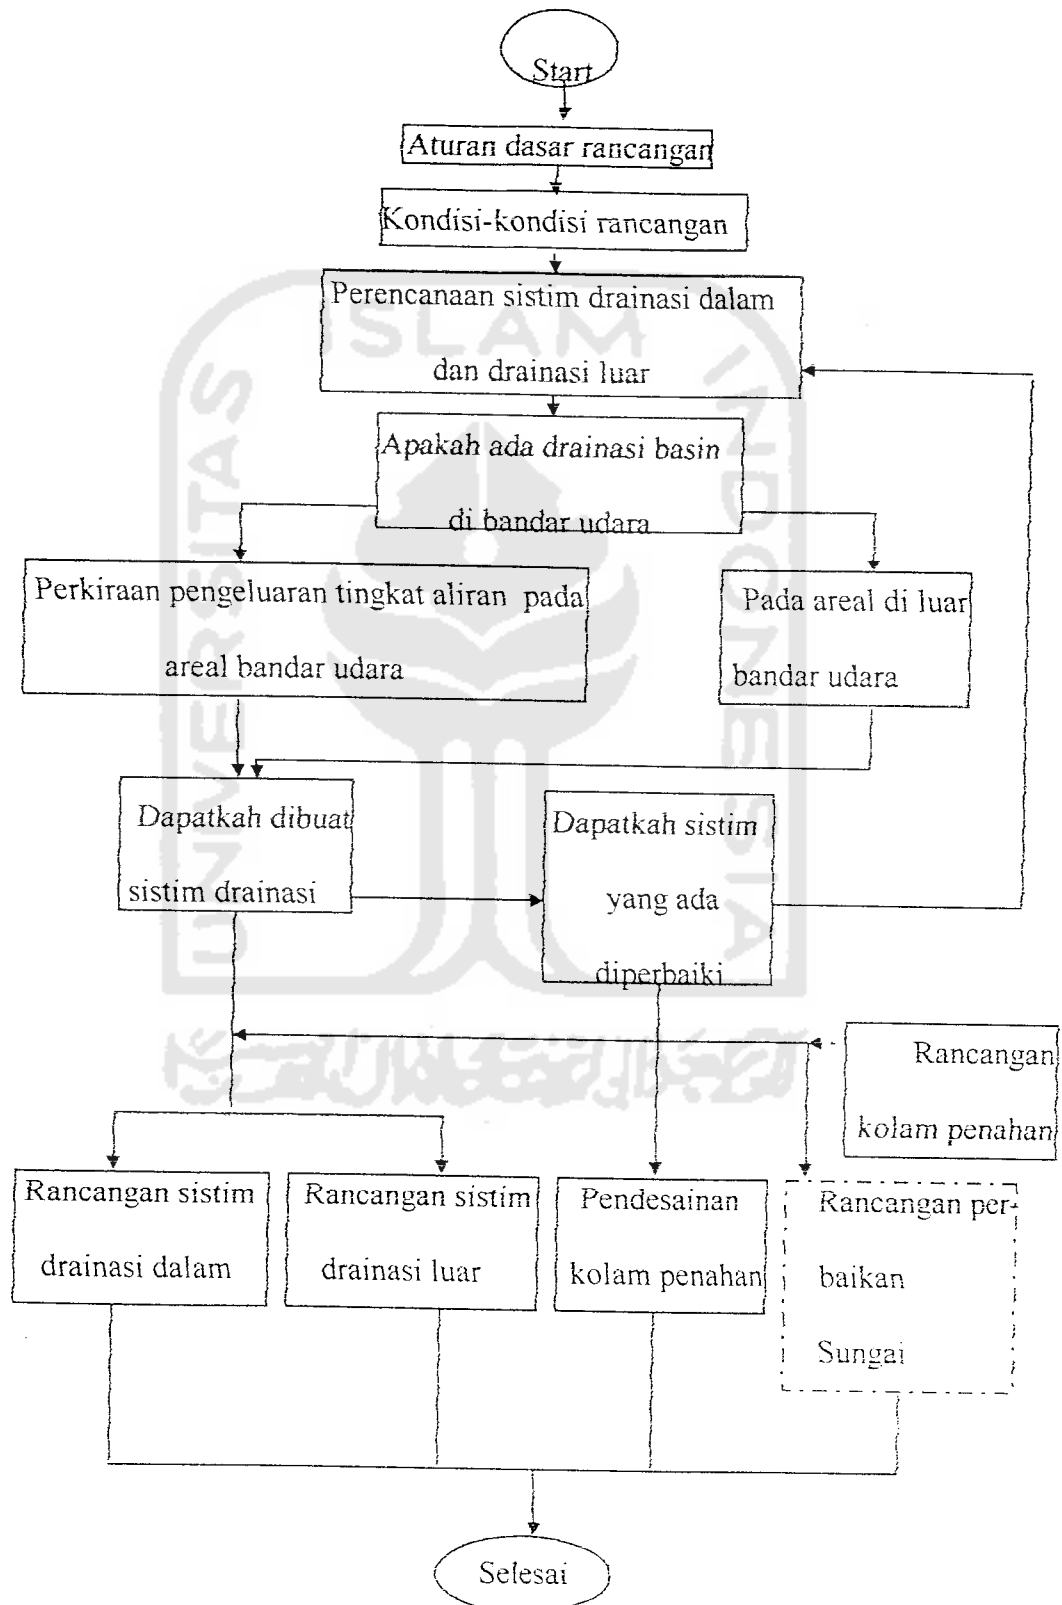 Start
Aturan dasar rancangan
Kondisi-kondisi rancangan
Perencanaan sistim drainasi dalam
dan drainasi luar
Apakah ada drainasi basin
di bandar udara
Perkiraan pengeluaran tingkat aliran pada
areal bandar udara
Pada areal di luar
bandar udara
Dapatkah dibuat
sistim drainasi
Dapatkah sistim
yang ada
diperbaiki
Rancangan
kolam penahan
Rancangan sistim
drainasi dalam
Rancangan sistim
drainasi luar
Pendesainan
kolam penahan
Rancangan per-
baikan
Sungai
Selesai
UNIVERSITAS
ISLAM
INDONESIA